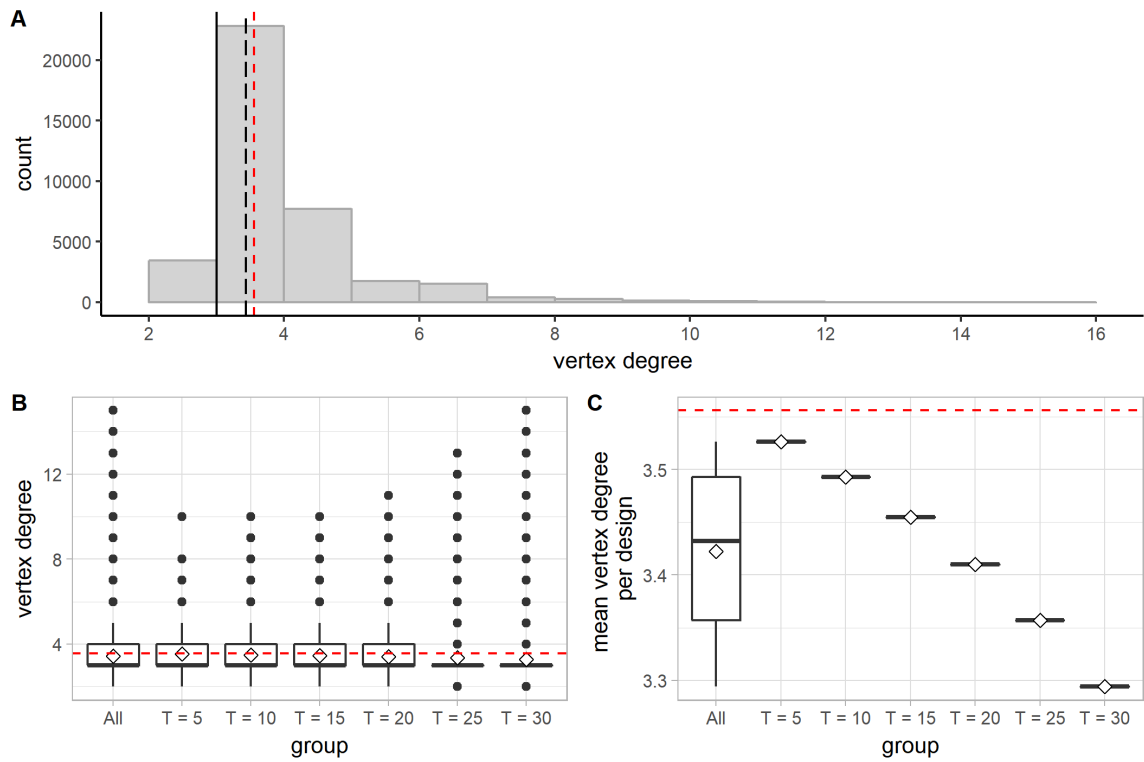 A
20000
15000
10000
5000
0
count
2 4 6 8 10 12 14 16
vertex degree
B
12
8
4
vertex degree
All T = 5 T = 10 T = 15 T = 20 T = 25 T = 30
group
C
3.5
3.4
3.3
mean vertex degree
per design
All T = 5 T = 10 T = 15 T = 20 T = 25 T = 30
group